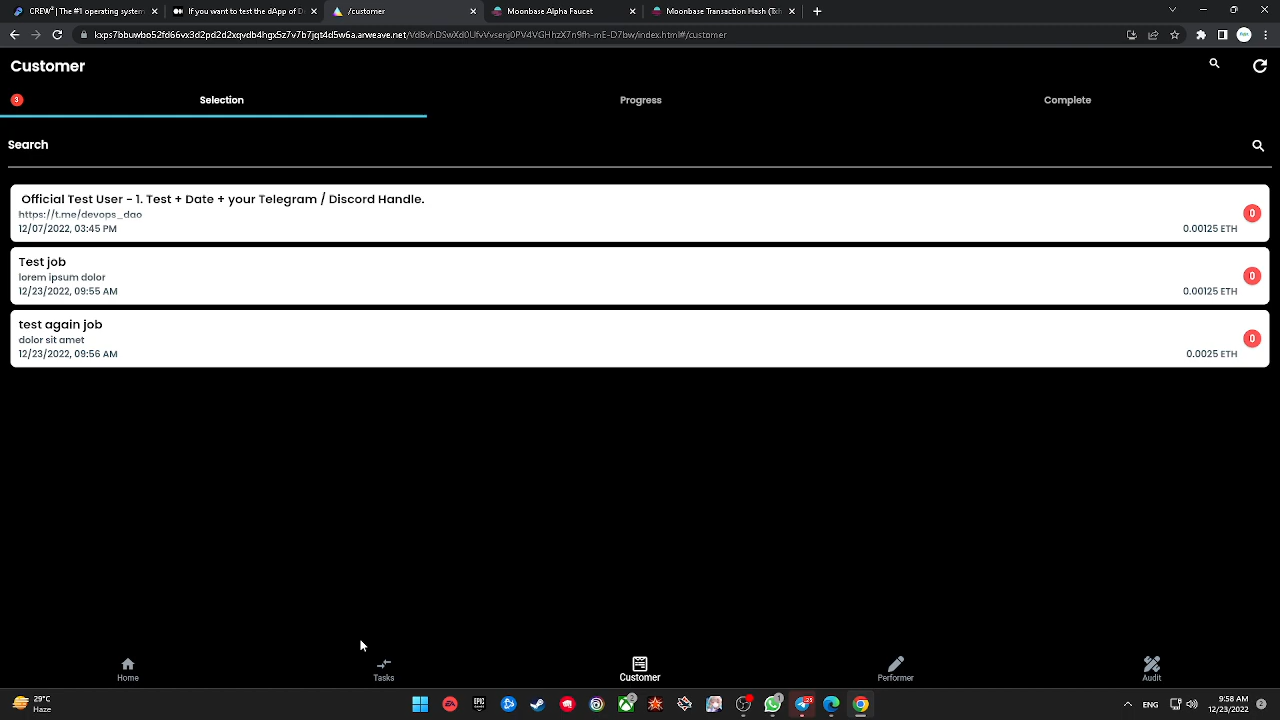 CREW³ | The #1 operating system
If you want to test the dApp of D
/customer
Moonbase Alpha Faucet
Moonbase Transaction Hash (Txh
Customer
3
Selection
Progress
Complete
Search
Official Test User - 1. Test + Date + your Telegram / Discord Handle.
https://t.me/devops_dao
12/07/2022, 03:45 PM
0.00125 ETH
0
Test job
lorem ipsum dolor
12/23/2022, 09:55 AM
0.00125 ETH
0
test again job
dolor sit amet
12/23/2022, 09:56 AM
0.0025 ETH
0
Home
Tasks
Customer
Performer
Audit
29°C
Haze
EPIC
ENG
9:58 AM
12/23/2022
2